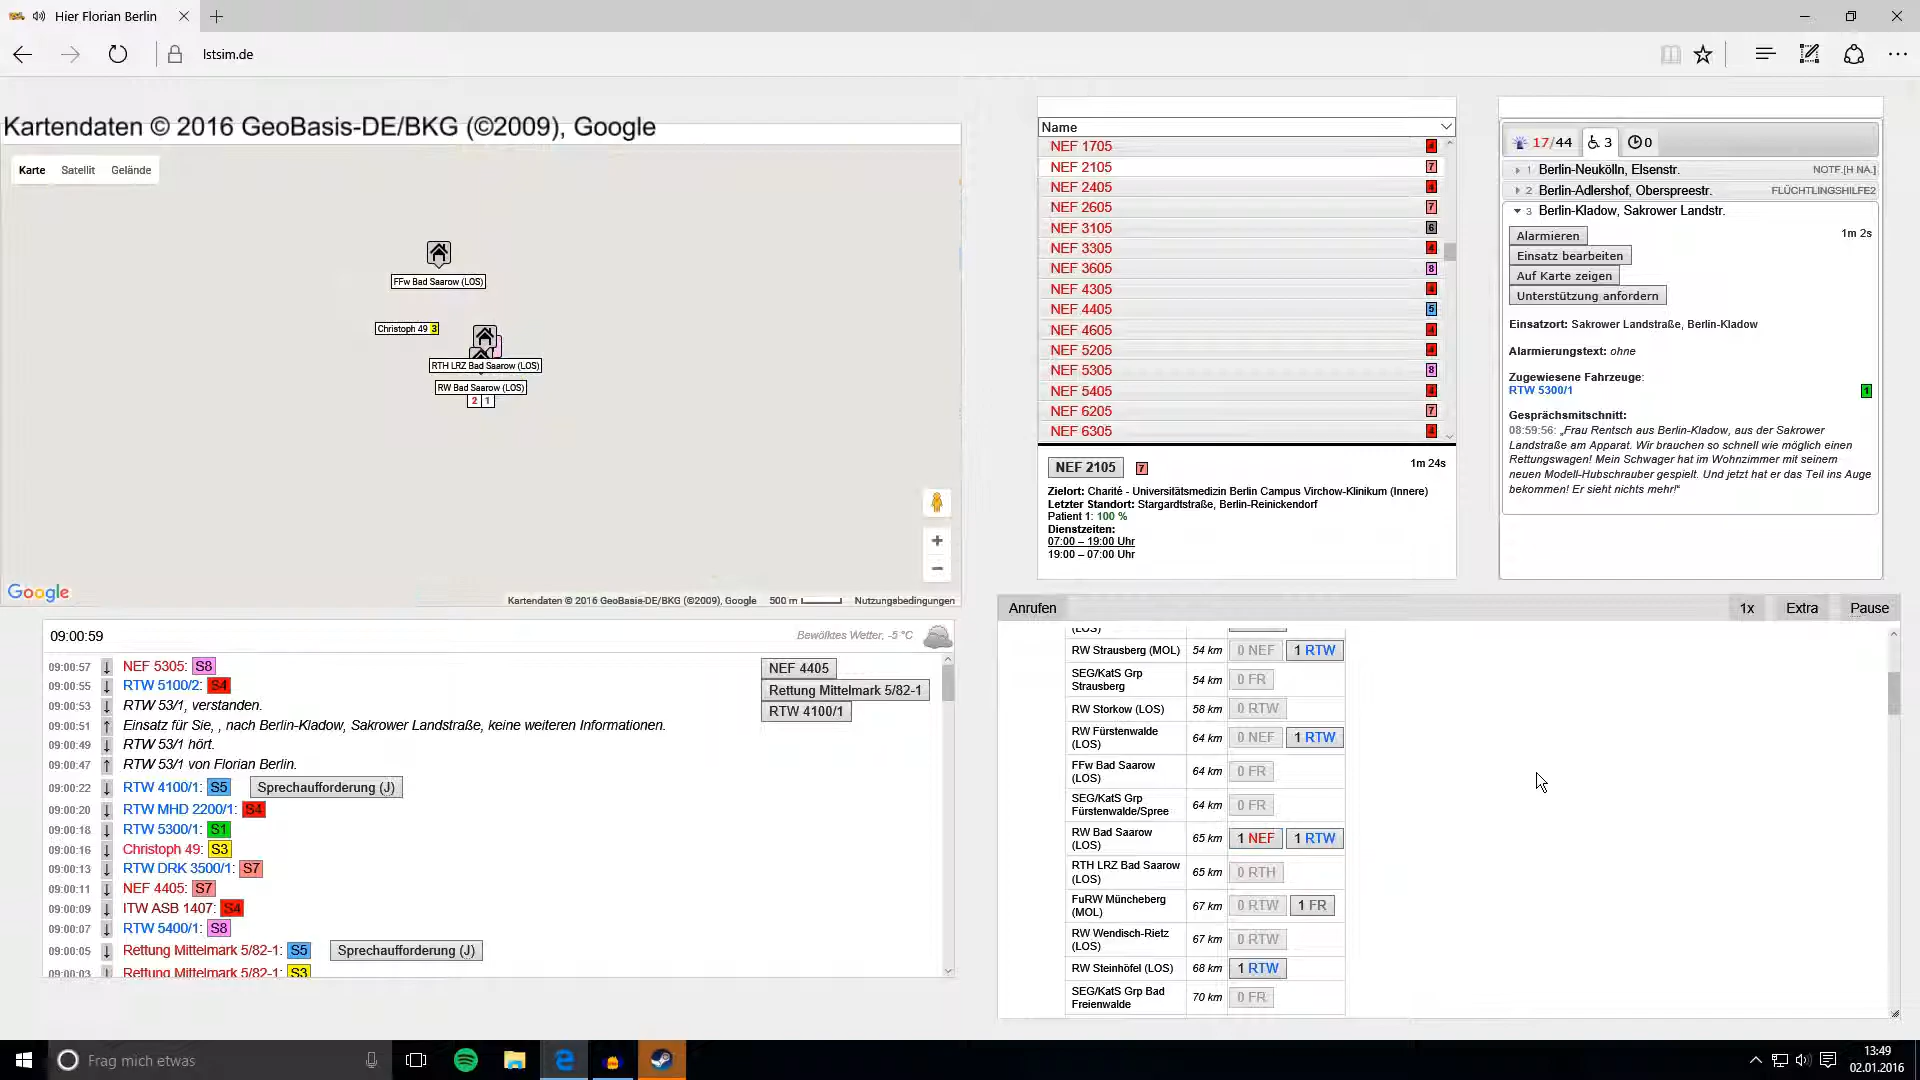 Hier Florian Berlin
lstsim.de
Kartendaten © 2016 GeoBasis-DE/BKG (©2009), Google
Karte Satellit Gelände
FFw Bad Saarow (LOS)
Christoph 49 3
RTH LRZ Bad Saarow (LOS)
RW Bad Saarow (LOS)
2 1
Google
Kartendaten © 2016 GeoBasis-DE/BKG (©2009), Google 500 m Nutzungsbedingungen
Name
NEF 1705 4
NEF 2105 7
NEF 2405 4
NEF 2605 7
NEF 3105 6
NEF 3305 4
NEF 3605 8
NEF 4305 4
NEF 4405 5
NEF 4605 4
NEF 5205 4
NEF 5305 8
NEF 5405 4
NEF 6205 7
NEF 6305 4
NEF 2105 7 1m 24s
Zielort: Charité - Universitätsmedizin Berlin Campus Virchow-Klinikum (Innere)
Letzter Standort: Stargardtstraße, Berlin-Reinickendorf
Patient 1: 100 %
Dienstzeiten:
07:00 – 19:00 Uhr
19:00 – 07:00 Uhr
17/44 3 0
1 Berlin-Neukölln, Elsenstr. NOTF.[H NA.]
2 Berlin-Adlershof, Oberspreestr. FLÜCHTLINGSHILFE2
3 Berlin-Kladow, Sakrower Landstr.
Alarmieren 1m 2s
Einsatz bearbeiten
Auf Karte zeigen
Unterstützung anfordern
Einsatzort: Sakrower Landstraße, Berlin-Kladow
Alarmierungstext: ohne
Zugewiesene Fahrzeuge:
RTW 5300/1 1
Gesprächsmitschnitt:
08:59:56: „Frau Rentsch aus Berlin-Kladow, aus der Sakrower
Landstraße am Apparat. Wir brauchen so schnell wie möglich einen
Rettungswagen! Mein Schwager hat im Wohnzimmer mit seinem
neuen Modell-Hubschrauber gespielt. Und jetzt hat er das Teil ins Auge
bekommen! Er sieht nichts mehr!“
09:00:59 Bewölktes Wetter, -5 °C
09:00:57 NEF 5305: S8
09:00:55 RTW 5100/2: S4
09:00:53 RTW 53/1, verstanden.
09:00:51 Einsatz für Sie, , nach Berlin-Kladow, Sakrower Landstraße, keine weiteren Informationen.
09:00:49 RTW 53/1 hört.
09:00:47 RTW 53/1 von Florian Berlin.
09:00:22 RTW 4100/1: S5 Sprechaufforderung (J)
09:00:20 RTW MHD 2200/1: S4
09:00:18 RTW 5300/1: S1
09:00:16 Christoph 49: S3
09:00:13 RTW DRK 3500/1: S7
09:00:11 NEF 4405: S7
09:00:09 ITW ASB 1407: S4
09:00:07 RTW 5400/1: S8
09:00:05 Rettung Mittelmark 5/82-1: S5 Sprechaufforderung (J)
09:00:03 Rettung Mittelmark 5/82-1: S3
NEF 4405
Rettung Mittelmark 5/82-1
RTW 4100/1
Anrufen 1x Extra Pause
(LOS)
RW Strausberg (MOL) 54 km 0 NEF 1 RTW
SEG/KatS Grp
Strausberg 54 km 0 FR
RW Storkow (LOS) 58 km 0 RTW
RW Fürstenwalde
(LOS) 64 km 0 NEF 1 RTW
FFw Bad Saarow
(LOS) 64 km 0 FR
SEG/KatS Grp
Fürstenwalde/Spree 64 km 0 FR
RW Bad Saarow
(LOS) 65 km 1 NEF 1 RTW
RTH LRZ Bad Saarow
(LOS) 65 km 0 RTH
FuRW Müncheberg
(MOL) 67 km 0 RTW 1 FR
RW Wendisch-Rietz
(LOS) 67 km 0 RTW
RW Steinhöfel (LOS) 68 km 1 RTW
SEG/KatS Grp Bad
Freienwalde 70 km 0 FR
Frag mich etwas
13:49
02.01.2016